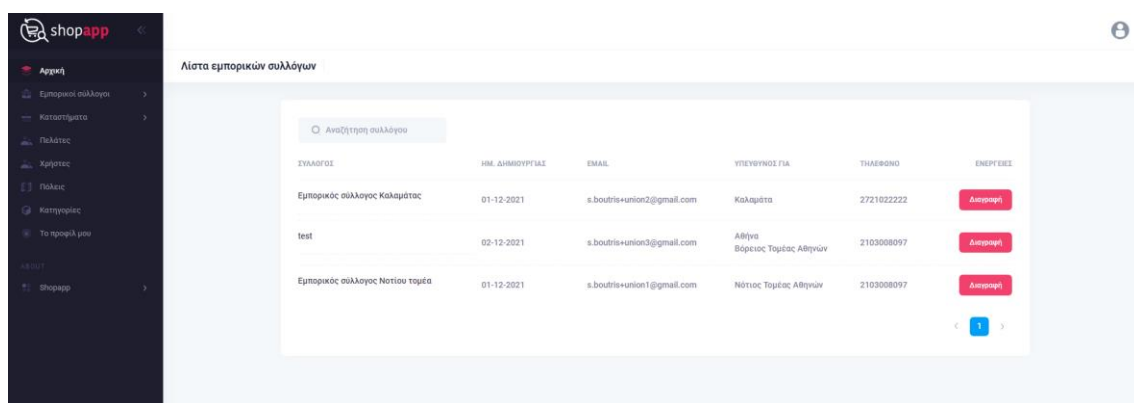 shopapp
Αρχική
Εμπορικοί σύλλογοι
Καταστήματα
Πελάτες
Χρήστες
Πόλεις
Κατηγορίες
Το προφίλ μου
ABOUT
Shopapp
Λίστα εμπορικών συλλόγων
Αναζήτηση συλλόγου
ΣΥΛΛΟΓΟΣ ΗΜ. ΔΗΜΙΟΥΡΓΙΑΣ EMAIL ΥΠΕΥΘΥΝΟΣ ΓΙΑ ΤΗΛΕΦΩΝΟ ΕΝΕΡΓΕΙΕΣ
Εμπορικός σύλλογος Καλαμάτας 01-12-2021 s.boutris+union2@gmail.com Καλαμάτα 2721022222 Διαγραφή
test 02-12-2021 s.boutris+union3@gmail.com Αθήνα
Βόρειος Τομέας Αθηνών 2103008097 Διαγραφή
Εμπορικός σύλλογος Νοτίου τομέα 01-12-2021 s.boutris+union1@gmail.com Νότιος Τομέας Αθηνών 2103008097 Διαγραφή
1